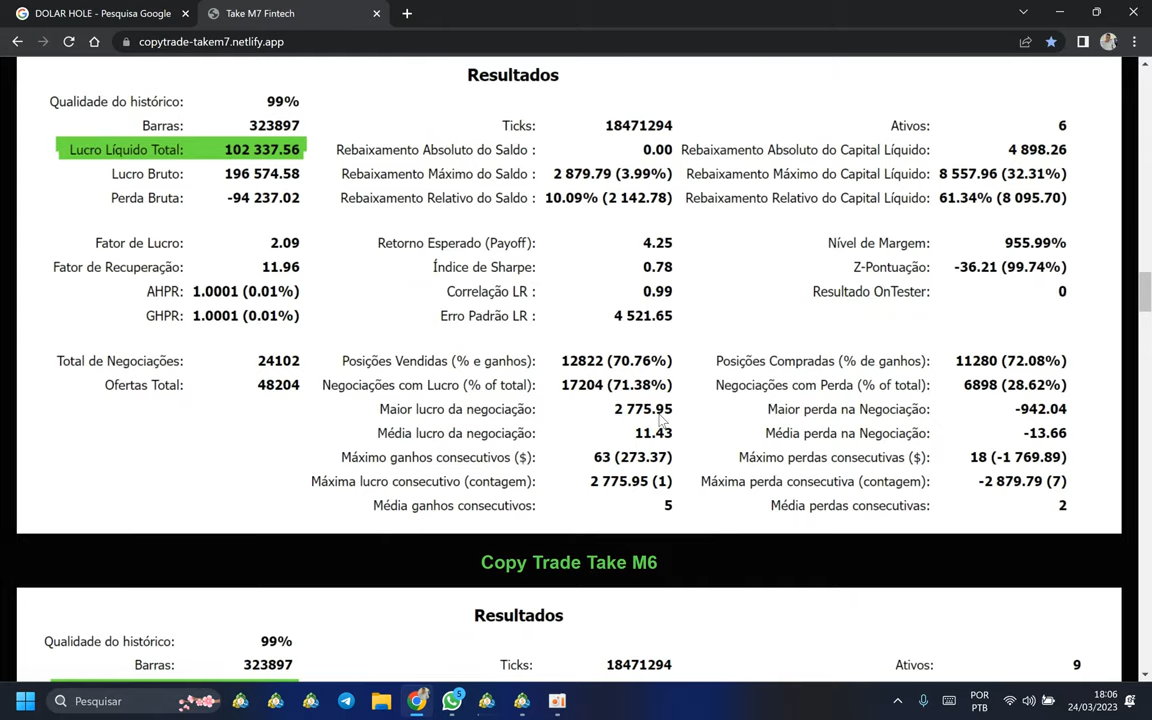 DOLAR HOLE - Pesquisa Google
Take M7 Fintech
copytrade-takem7.netlify.app
Resultados
Qualidade do histórico: 99%
Barras: 323897 Ticks: 18471294 Ativos: 6
Lucro Líquido Total: 102 337.56 Rebaixamento Absoluto do Saldo : 0.00 Rebaixamento Absoluto do Capital Líquido: 4 898.26
Lucro Bruto: 196 574.58 Rebaixamento Máximo do Saldo : 2 879.79 (3.99%) Rebaixamento Máximo do Capital Líquido: 8 557.96 (32.31%)
Perda Bruta: -94 237.02 Rebaixamento Relativo do Saldo : 10.09% (2 142.78) Rebaixamento Relativo do Capital Líquido: 61.34% (8 095.70)
Fator de Lucro: 2.09 Retorno Esperado (Payoff): 4.25 Nível de Margem: 955.99%
Fator de Recuperação: 11.96 Índice de Sharpe: 0.78 Z-Pontuação: -36.21 (99.74%)
AHPR: 1.0001 (0.01%) Correlação LR : 0.99 Resultado OnTester: 0
GHPR: 1.0001 (0.01%) Erro Padrão LR : 4 521.65
Total de Negociações: 24102 Posições Vendidas (% e ganhos): 12822 (70.76%) Posições Compradas (% de ganhos): 11280 (72.08%)
Ofertas Total: 48204 Negociações com Lucro (% of total): 17204 (71.38%) Negociações com Perda (% of total): 6898 (28.62%)
Maior lucro da negociação: 2 775.95 Maior perda na Negociação: -942.04
Média lucro da negociação: 11.43 Média perda na Negociação: -13.66
Máximo ganhos consecutivos ($): 63 (273.37) Máximo perdas consecutivas ($): 18 (-1 769.89)
Máxima lucro consecutivo (contagem): 2 775.95 (1) Máxima perda consecutiva (contagem): -2 879.79 (7)
Média ganhos consecutivos: 5 Média perdas consecutivas: 2
Copy Trade Take M6
Resultados
Qualidade do histórico: 99%
Barras: 323897 Ticks: 18471294 Ativos: 9
Pesquisar
5
POR
PTB
18:06
24/03/2023